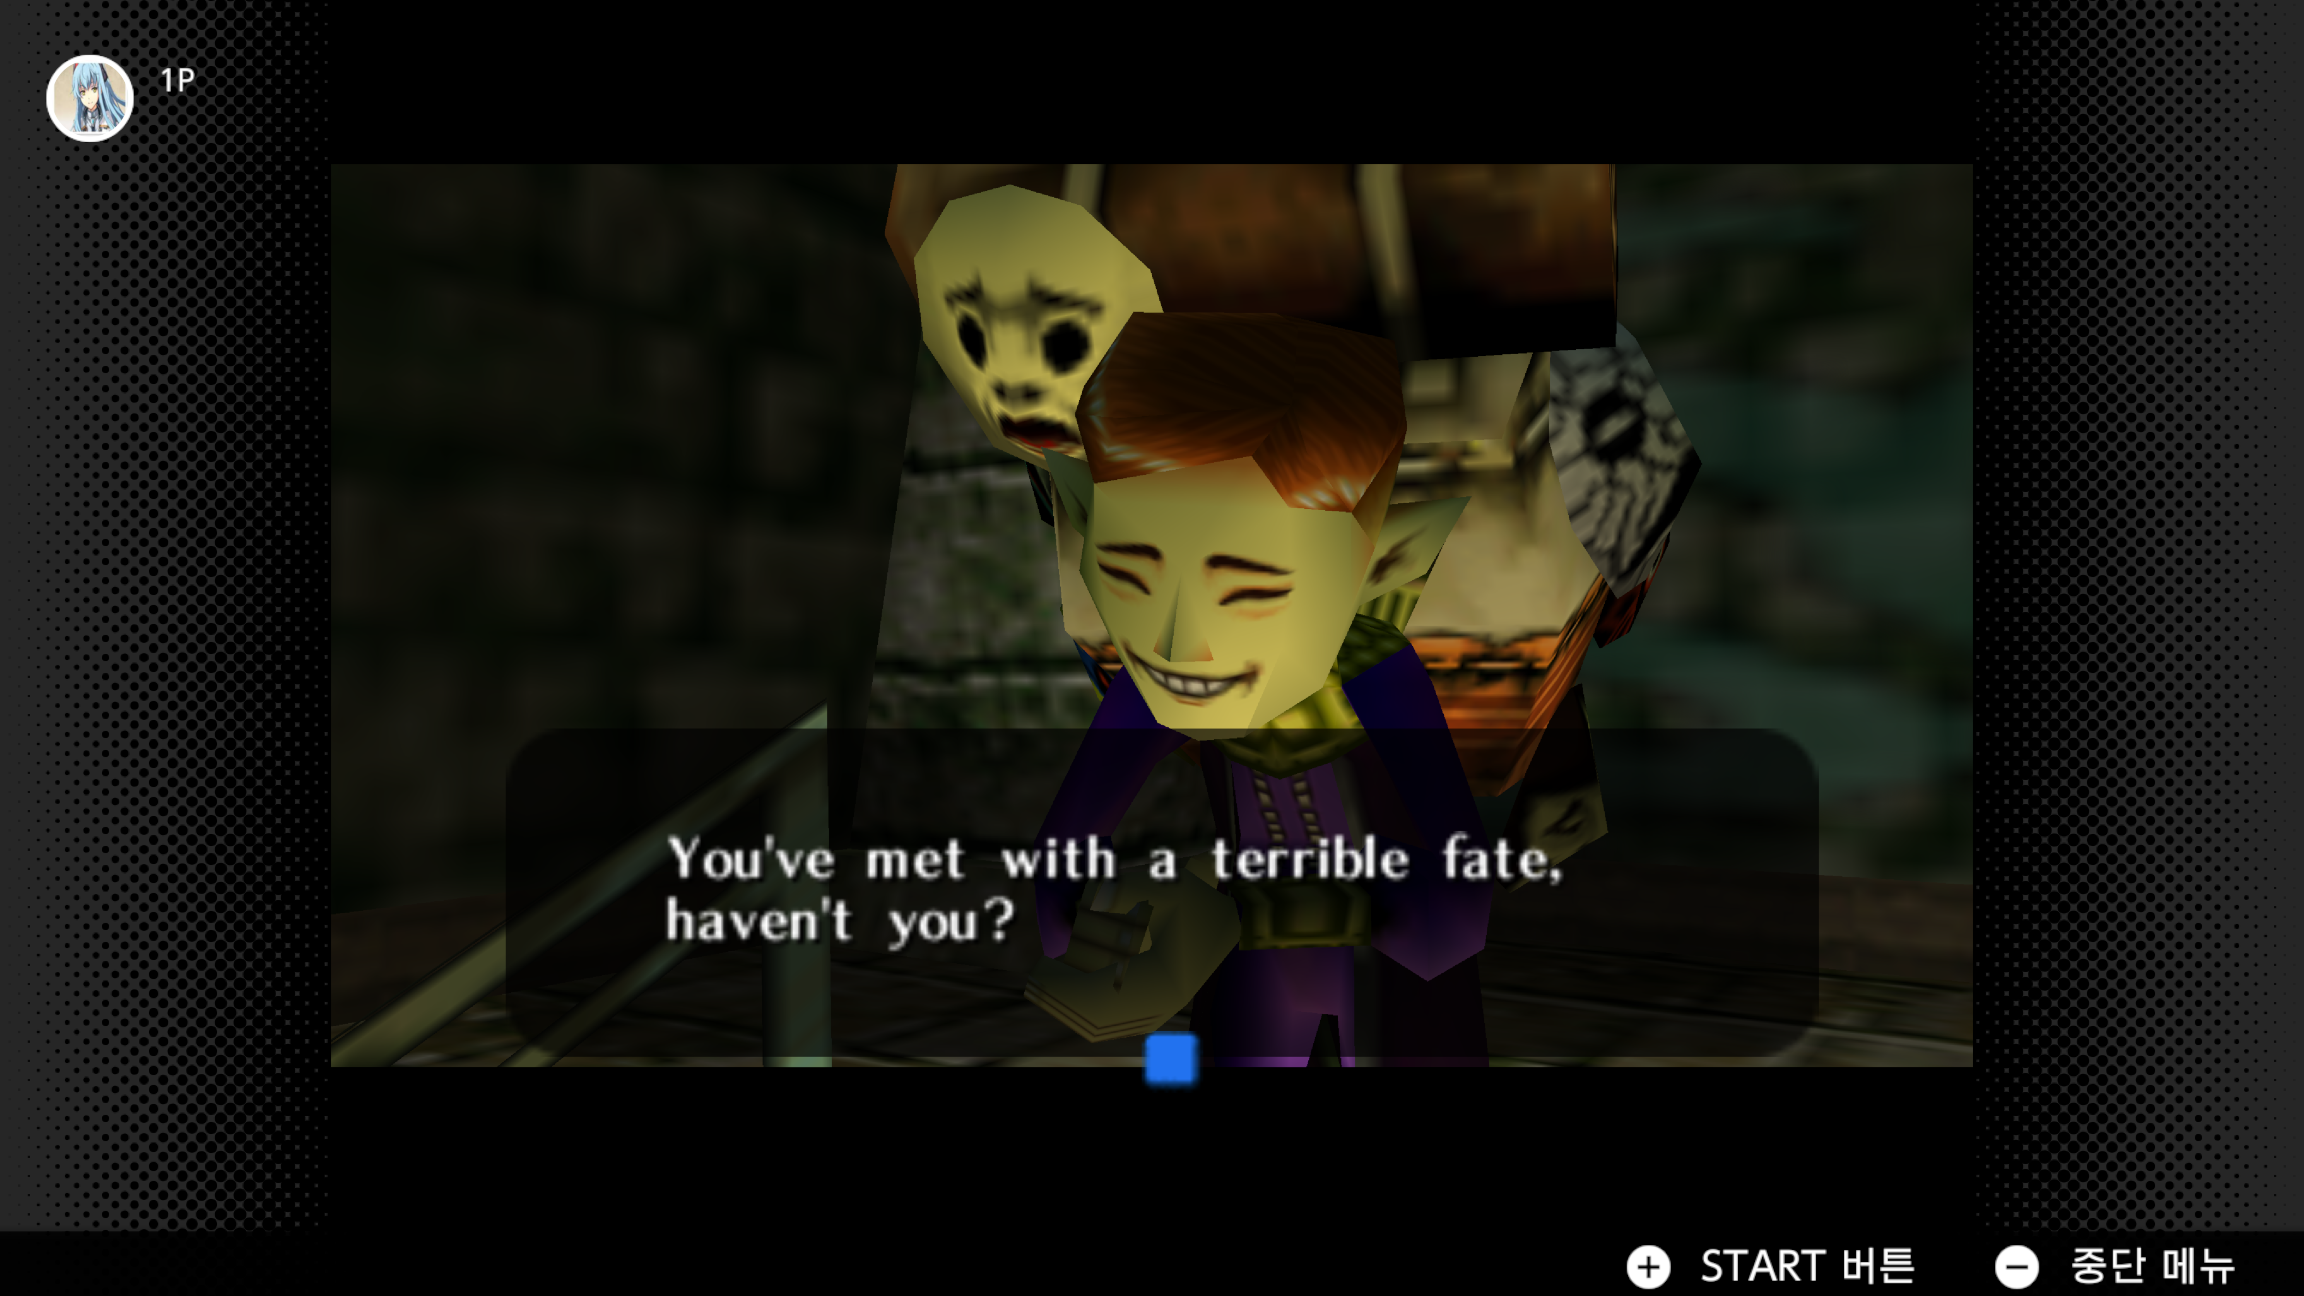 1P
You've met with a terrible fate,
haven't you?
START 버튼
중단 메뉴